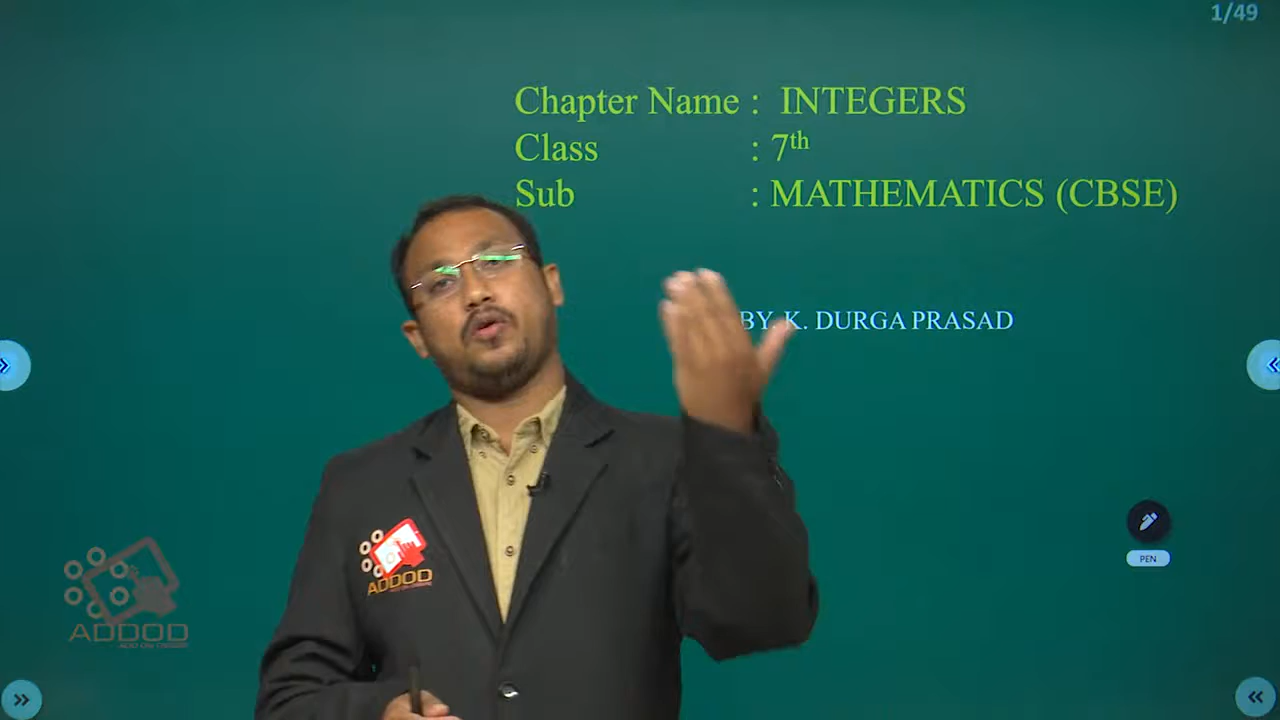 1/49
Chapter Name : INTEGERS
Class : 7th
Sub : MATHEMATICS (CBSE)
BY. K. DURGA PRASAD
PEN
ADDOD
ADDOD